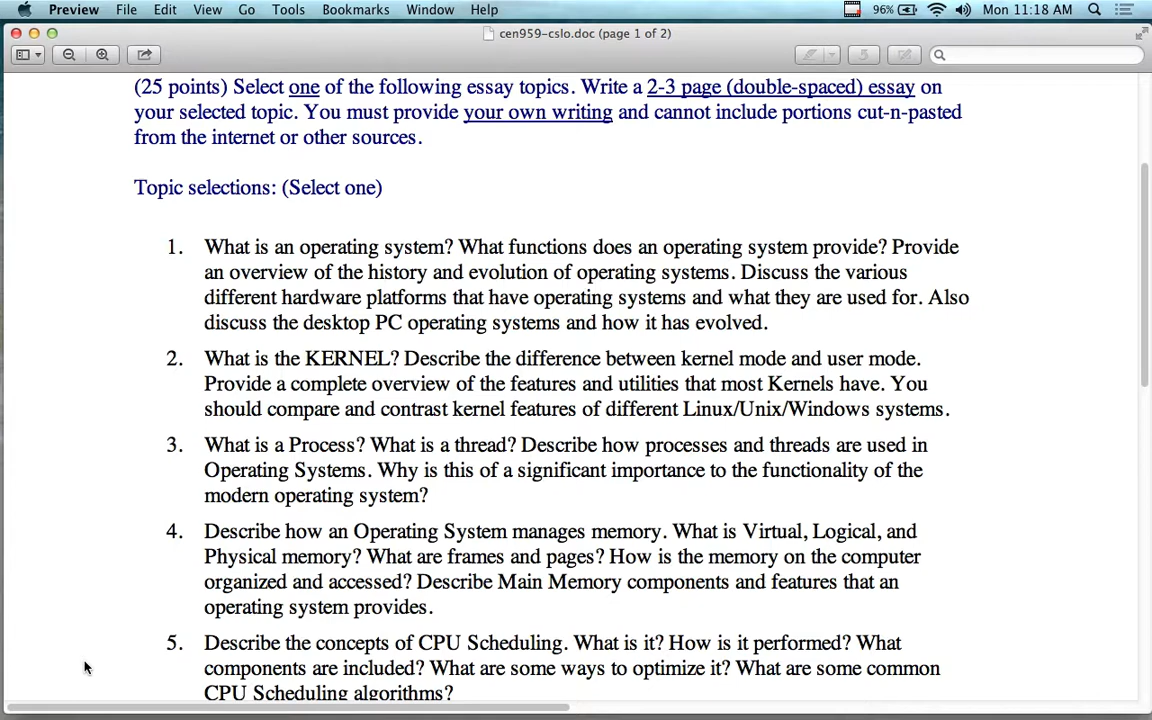 Preview File Edit View Go Tools Bookmarks Window Help 96% Mon 11:18 AM
cen959-cslo.doc (page 1 of 2)
(25 points) Select one of the following essay topics. Write a 2-3 page (double-spaced) essay on
your selected topic. You must provide your own writing and cannot include portions cut-n-pasted
from the internet or other sources.
Topic selections: (Select one)
1. What is an operating system? What functions does an operating system provide? Provide
an overview of the history and evolution of operating systems. Discuss the various
different hardware platforms that have operating systems and what they are used for. Also
discuss the desktop PC operating systems and how it has evolved.
2. What is the KERNEL? Describe the difference between kernel mode and user mode.
Provide a complete overview of the features and utilities that most Kernels have. You
should compare and contrast kernel features of different Linux/Unix/Windows systems.
3. What is a Process? What is a thread? Describe how processes and threads are used in
Operating Systems. Why is this of a significant importance to the functionality of the
modern operating system?
4. Describe how an Operating System manages memory. What is Virtual, Logical, and
Physical memory? What are frames and pages? How is the memory on the computer
organized and accessed? Describe Main Memory components and features that an
operating system provides.
5. Describe the concepts of CPU Scheduling. What is it? How is it performed? What
components are included? What are some ways to optimize it? What are some common
CPU Scheduling algorithms?